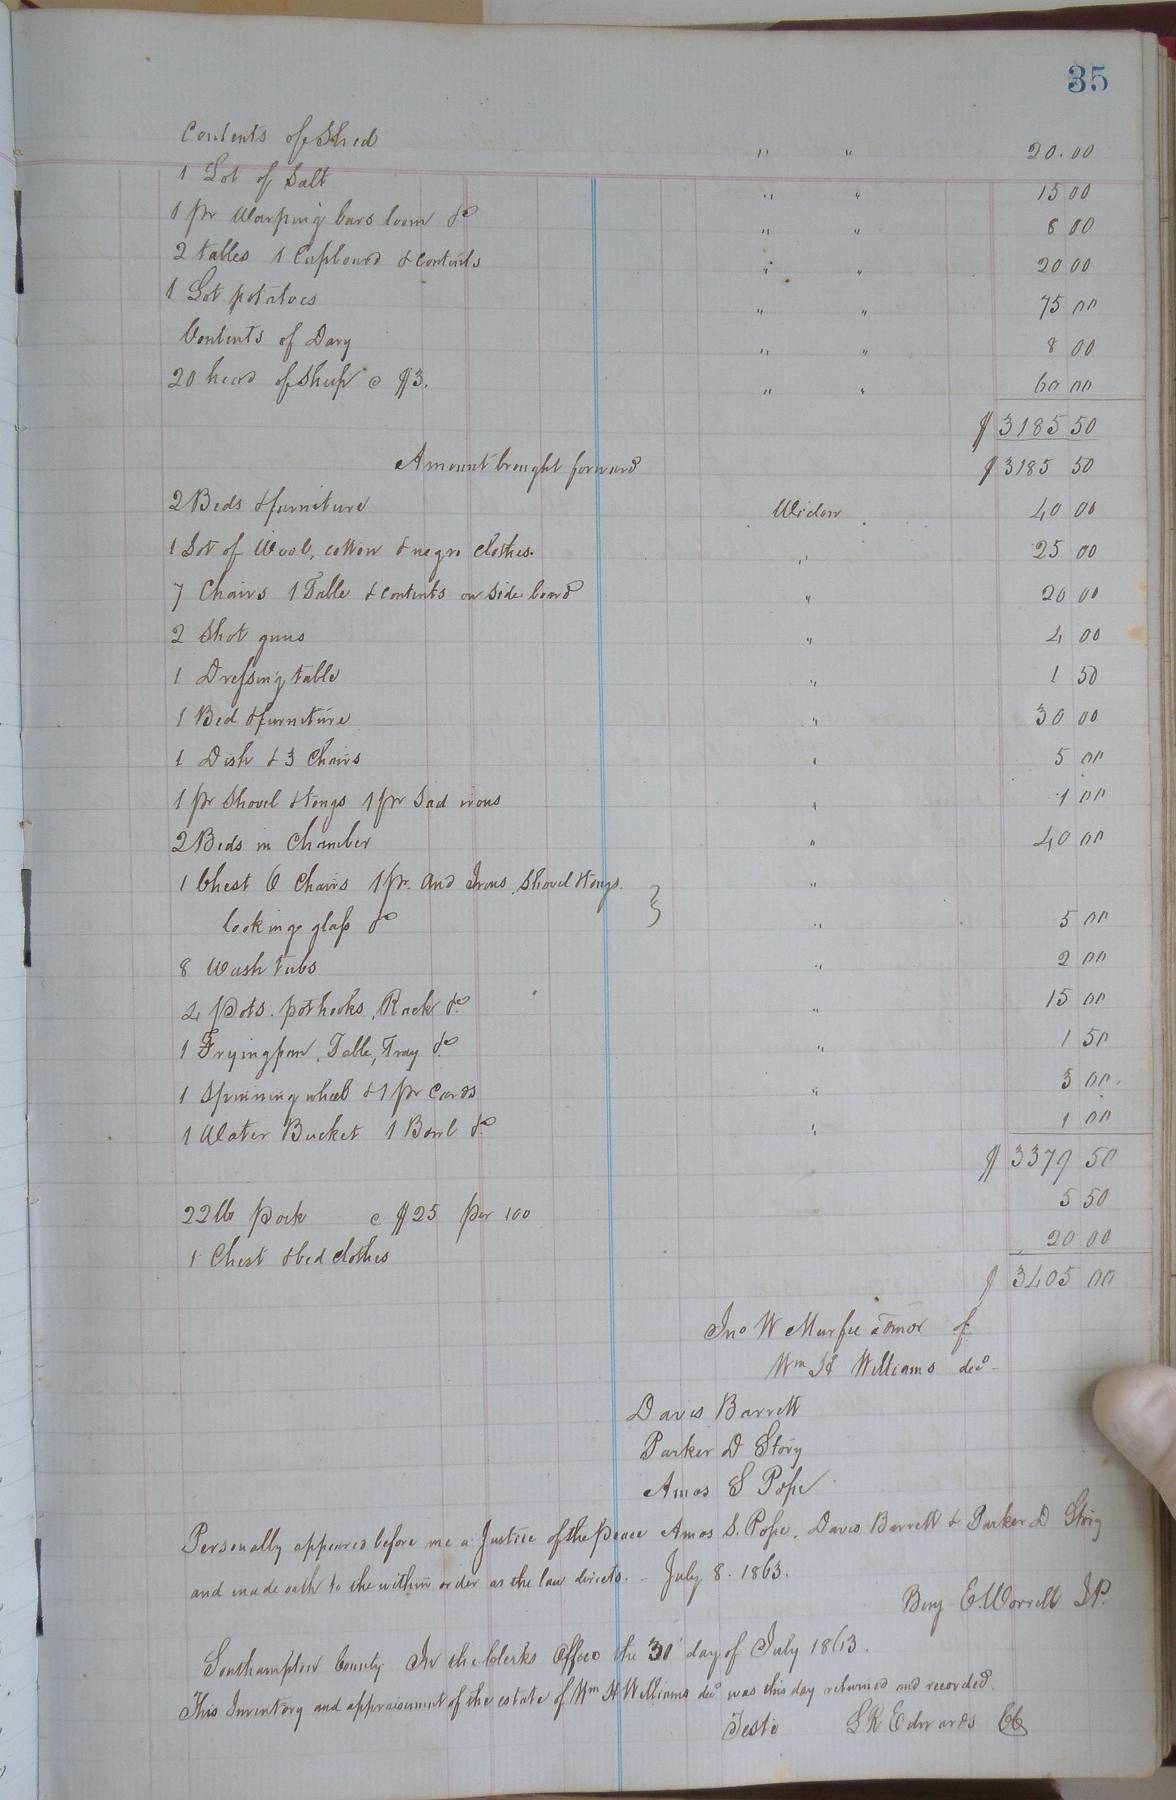 35
Contents of Shed " " 20.00
1 Lot of Salt " " 15 00
1 pr Warping bars loom &c " " 8 00
2 tables 1 Cupboard & contents " " 20 00
1 Lot potatoes " " 75 00
Contents of Dary " " 8 00
20 head of Sheep @ $3. " " 60 00
$ 3185 50
Amount brought forward $ 3185 50
2 Beds & furniture Widow 40 00
1 Lot of Wool, cotton & negro clothes. " 25 00
7 Chairs 1 Table & contents on side board " 20 00
2 Shot guns " 4 00
1 Dressing table " 1 50
1 Bed & furniture " 30 00
1 Dish & 3 Chairs " 5 00
1 pr Shovel & tongs 1 pr Sad irons " 1 00
2 Beds in Chamber " 40 00
1 Chest 6 Chairs 1 pr. And Irons Shovel & tongs. "
looking glass &c " 5 00
8 Wash tubs " 2 00
4 Pots. pot hooks, Rack &c " 15 00
1 Fryingpan, Table, Tray &c " 1 50
1 Spinning wheel & 1 pr Cards " 3 00.
1 Water Bucket 1 Bowl &c " 1 00
$ 3379 50
22 lb Pork @ $25 per 100 5 50
1 Chest & bed clothes 20 00
$ 3405 00
Jno W Murfee admor of
Wm H Williams decd
Davis Barrett
Parker D Story
Amos S Pope
Personally appeared before me a Justice of the peace Amos S. Pope, Davis Barrett & Parker D Story
and made oath to the within order as the law directs. - July 8. 1863.
Benj E. Worrell J.P.
Southampton County In the Clerks Office the 30 day of July 1863.
This Inventory and appraisement of the estate of Wm H Williams decd was this day returned and recorded.
Teste L R Edwards CC